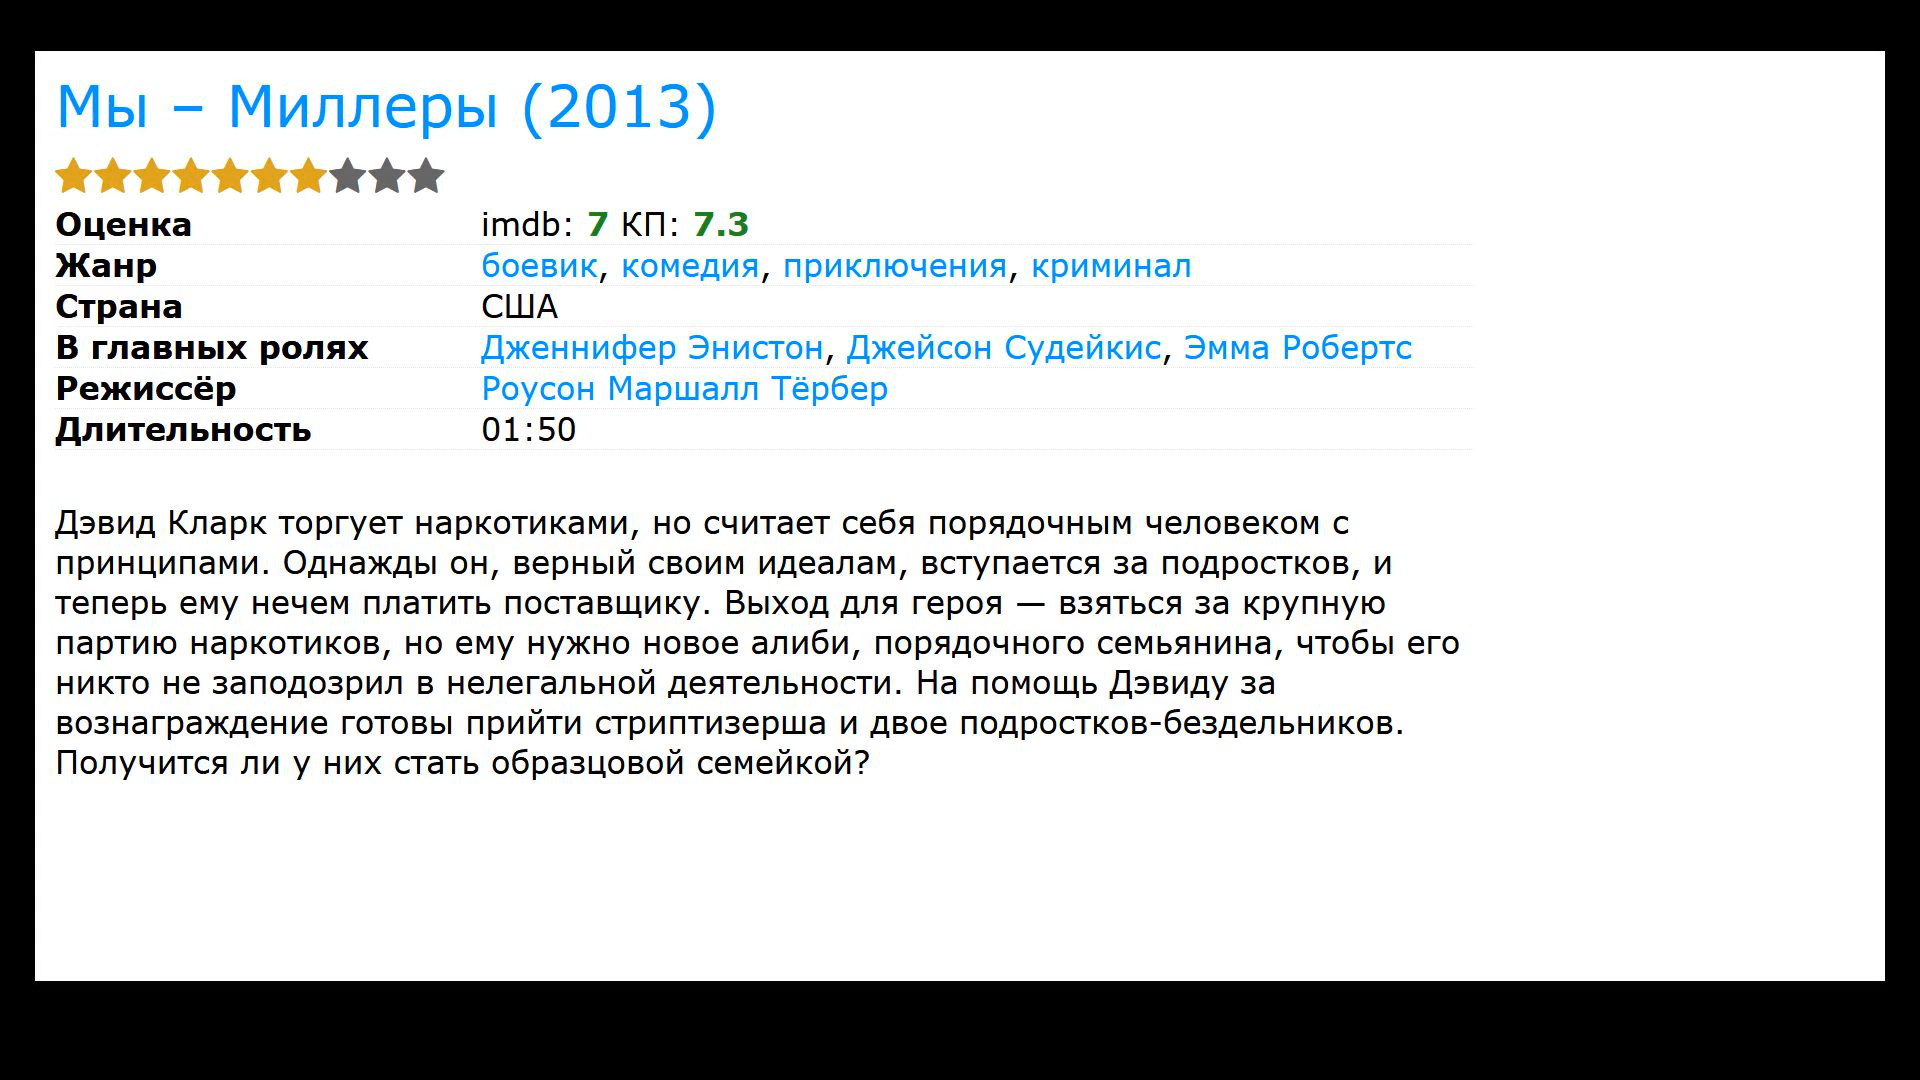 Мы – Миллеры (2013)
Оценка imdb: 7 КП: 7.3
Жанр боевик, комедия, приключения, криминал
Страна США
В главных ролях Дженнифер Энистон, Джейсон Судейкис, Эмма Робертс
Режиссёр Роусон Маршалл Тёрбер
Длительность 01:50
Дэвид Кларк торгует наркотиками, но считает себя порядочным человеком с
принципами. Однажды он, верный своим идеалам, вступается за подростков, и
теперь ему нечем платить поставщику. Выход для героя — взяться за крупную
партию наркотиков, но ему нужно новое алиби, порядочного семьянина, чтобы его
никто не заподозрил в нелегальной деятельности. На помощь Дэвиду за
вознаграждение готовы прийти стриптизерша и двое подростков-бездельников.
Получится ли у них стать образцовой семейкой?